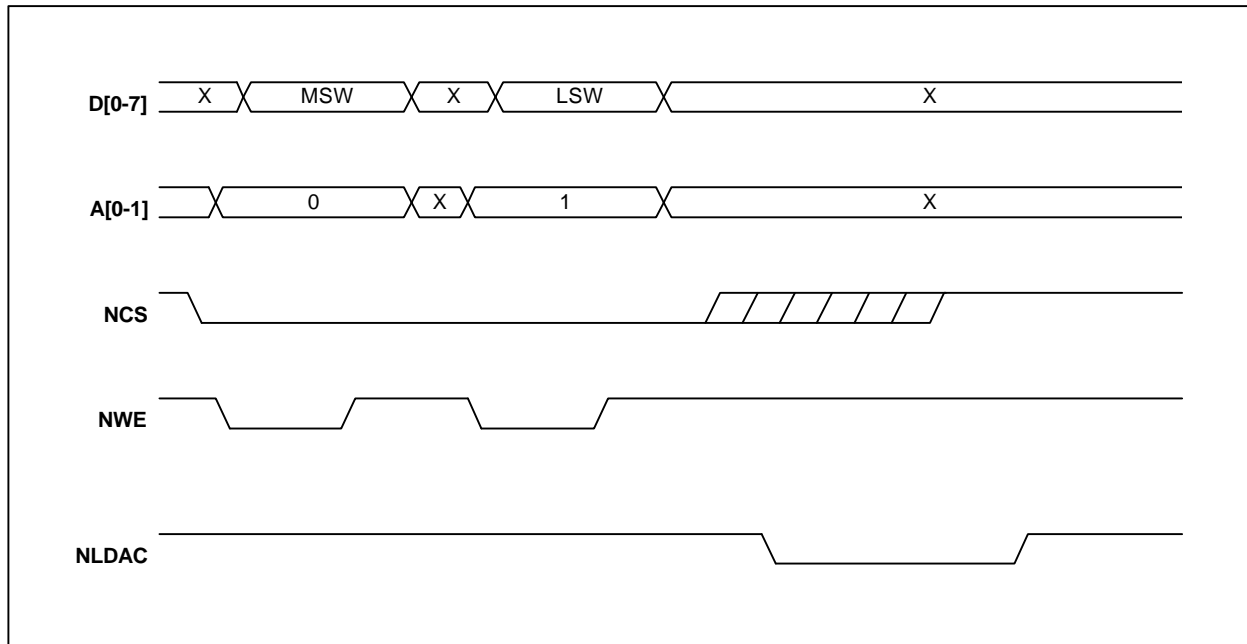 D[0-7] X MSW X LSW X
A[0-1] 0 X 1 X
NCS
NWE
NLDAC